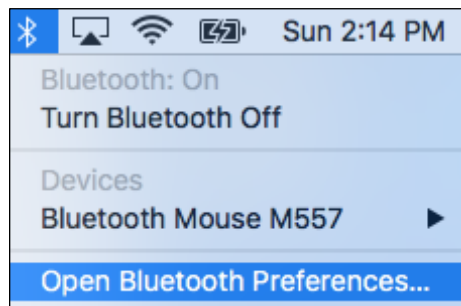 Sun 2:14 PM
Bluetooth: On
Turn Bluetooth Off
Devices
Bluetooth Mouse M557
Open Bluetooth Preferences...